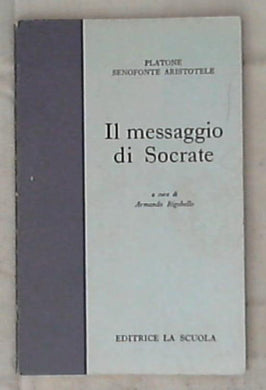 PLATONE
SENOFONTE ARISTOTELE
Il messaggio
di Socrate
a cura di
Armando Rigobello
EDITRICE LA SCUOLA